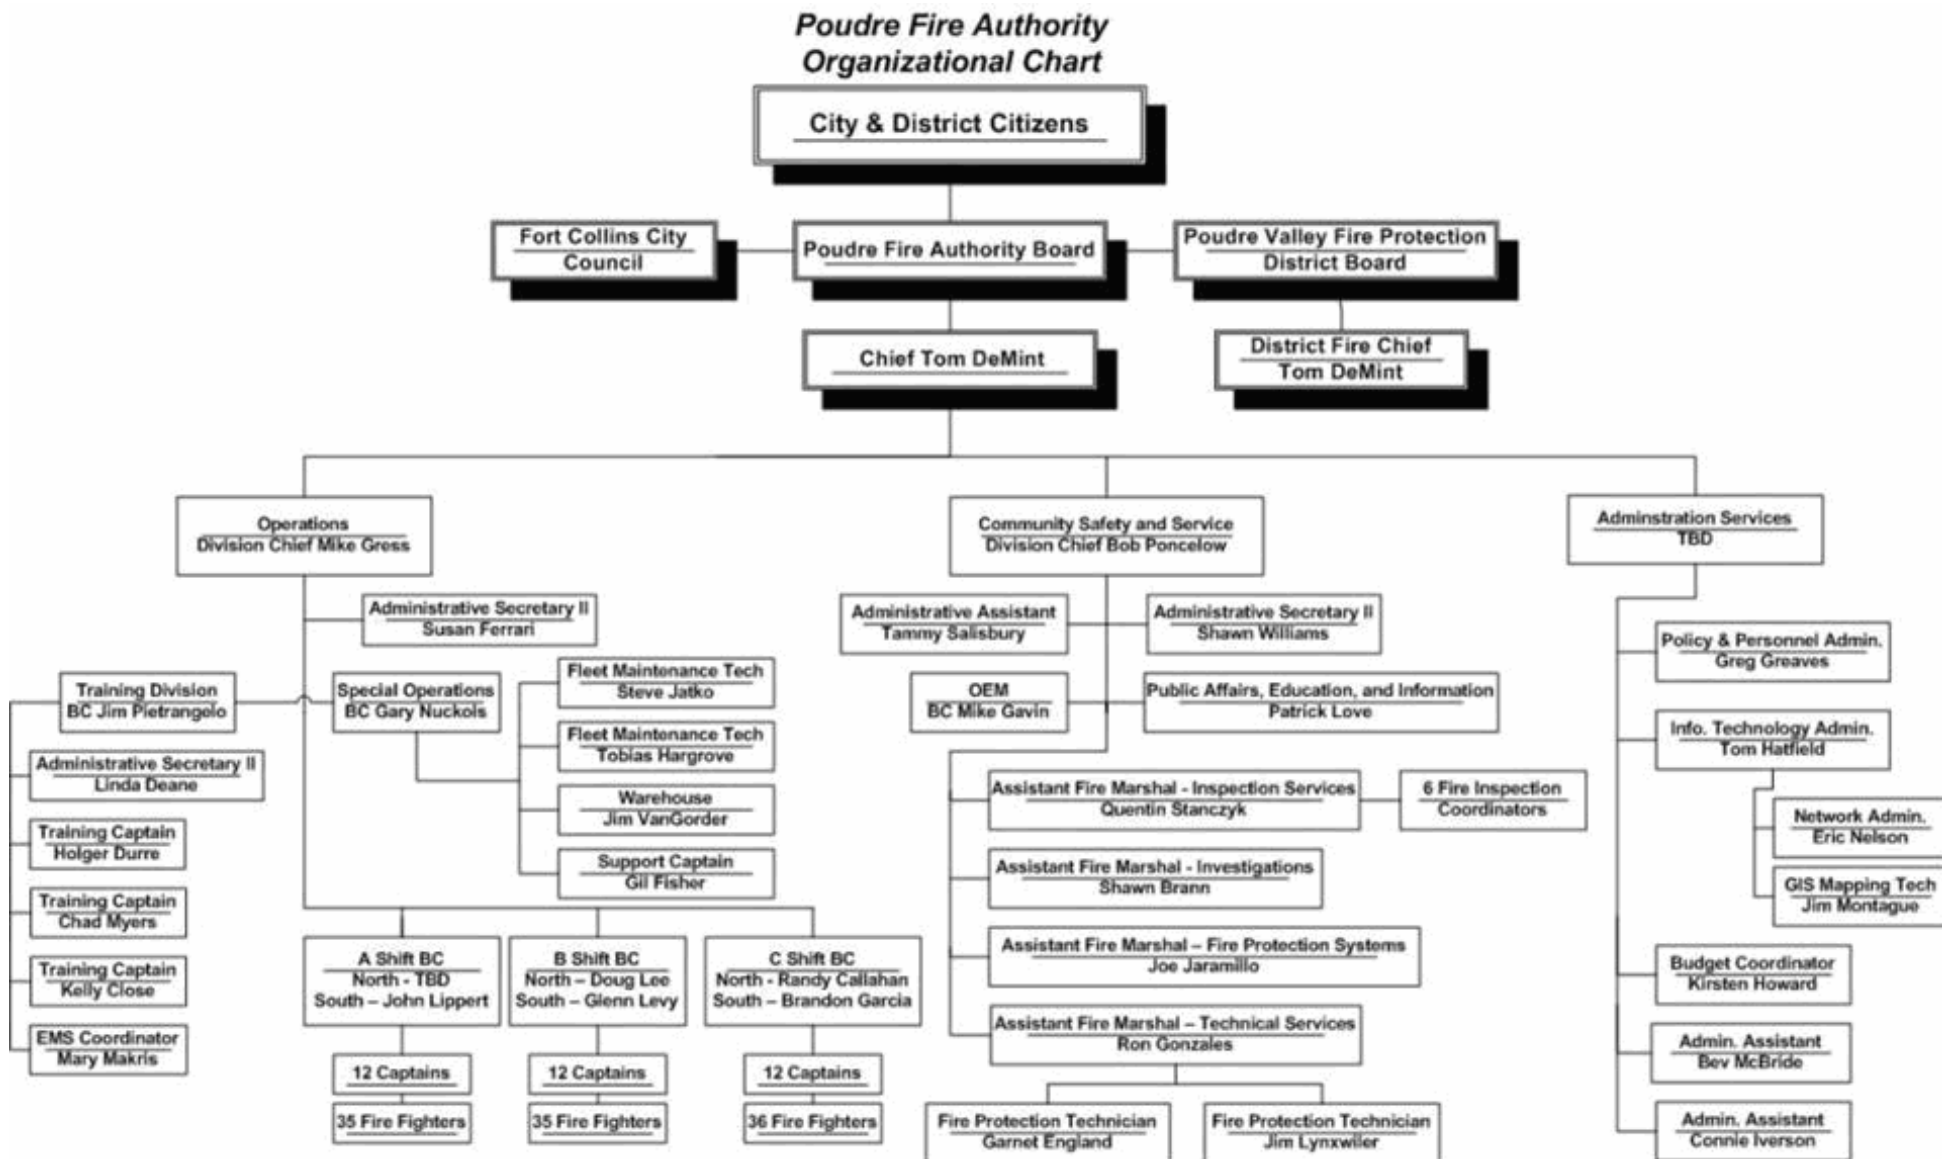 Poudre Fire Authority
Organizational Chart
City & District Citizens
Fort Collins City
Council
Poudre Fire Authority Board
Poudre Valley Fire Protection
District Board
Chief Tom DeMint
District Fire Chief
Tom DeMint
Operations
Division Chief Mike Gress
Community Safety and Service
Division Chief Bob Poncelow
Adminstration Services
TBD
Administrative Secretary II
Susan Ferrari
Training Division
BC Jim Pietrangelo
Special Operations
BC Gary Nuckols
Fleet Maintenance Tech
Steve Jatko
Fleet Maintenance Tech
Tobias Hargrove
Warehouse
Jim VanGorder
Support Captain
Gil Fisher
Administrative Secretary II
Linda Deane
Training Captain
Holger Durre
Training Captain
Chad Myers
Training Captain
Kelly Close
EMS Coordinator
Mary Makris
A Shift BC
North - TBD
South – John Lippert
B Shift BC
North – Doug Lee
South – Glenn Levy
C Shift BC
North - Randy Callahan
South – Brandon Garcia
12 Captains
12 Captains
12 Captains
35 Fire Fighters
35 Fire Fighters
36 Fire Fighters
Administrative Assistant
Tammy Salisbury
Administrative Secretary II
Shawn Williams
OEM
BC Mike Gavin
Public Affairs, Education, and Information
Patrick Love
Assistant Fire Marshal - Inspection Services
Quentin Stanczyk
6 Fire Inspection
Coordinators
Assistant Fire Marshal - Investigations
Shawn Brann
Assistant Fire Marshal – Fire Protection Systems
Joe Jaramillo
Assistant Fire Marshal – Technical Services
Ron Gonzales
Fire Protection Technician
Garnet England
Fire Protection Technician
Jim Lynxwiler
Policy & Personnel Admin.
Greg Greaves
Info. Technology Admin.
Tom Hatfield
Network Admin.
Eric Nelson
GIS Mapping Tech
Jim Montague
Budget Coordinator
Kirsten Howard
Admin. Assistant
Bev McBride
Admin. Assistant
Connie Iverson